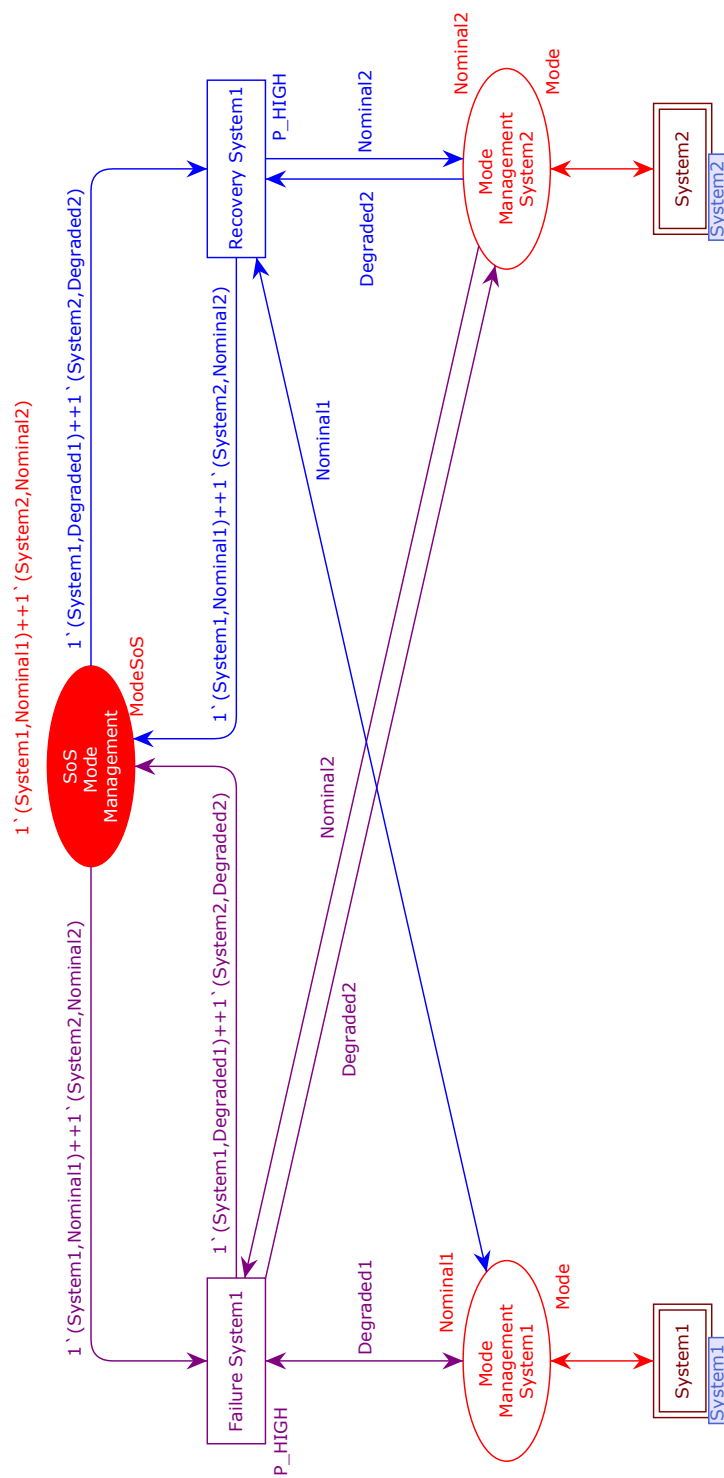 1`(System1,Nominal1)++1`(System2,Nominal2)
1`(System1,Nominal1)++1`(System2,Nominal2)
SoS
Mode
Management
ModeSoS
1`(System1,Degraded1)++1`(System2,Degraded2)
1`(System1,Degraded1)++1`(System2,Degraded2)
1`(System1,Nominal1)++1`(System2,Nominal2)
Failure System1
P_HIGH
Recovery System1
P_HIGH
Nominal2
Nominal1
Degraded2
Degraded1
Degraded2
Nominal2
Nominal1
Mode
Management
System1
Mode
Nominal2
Mode
Management
System2
Mode
System1
System1
System2
System2